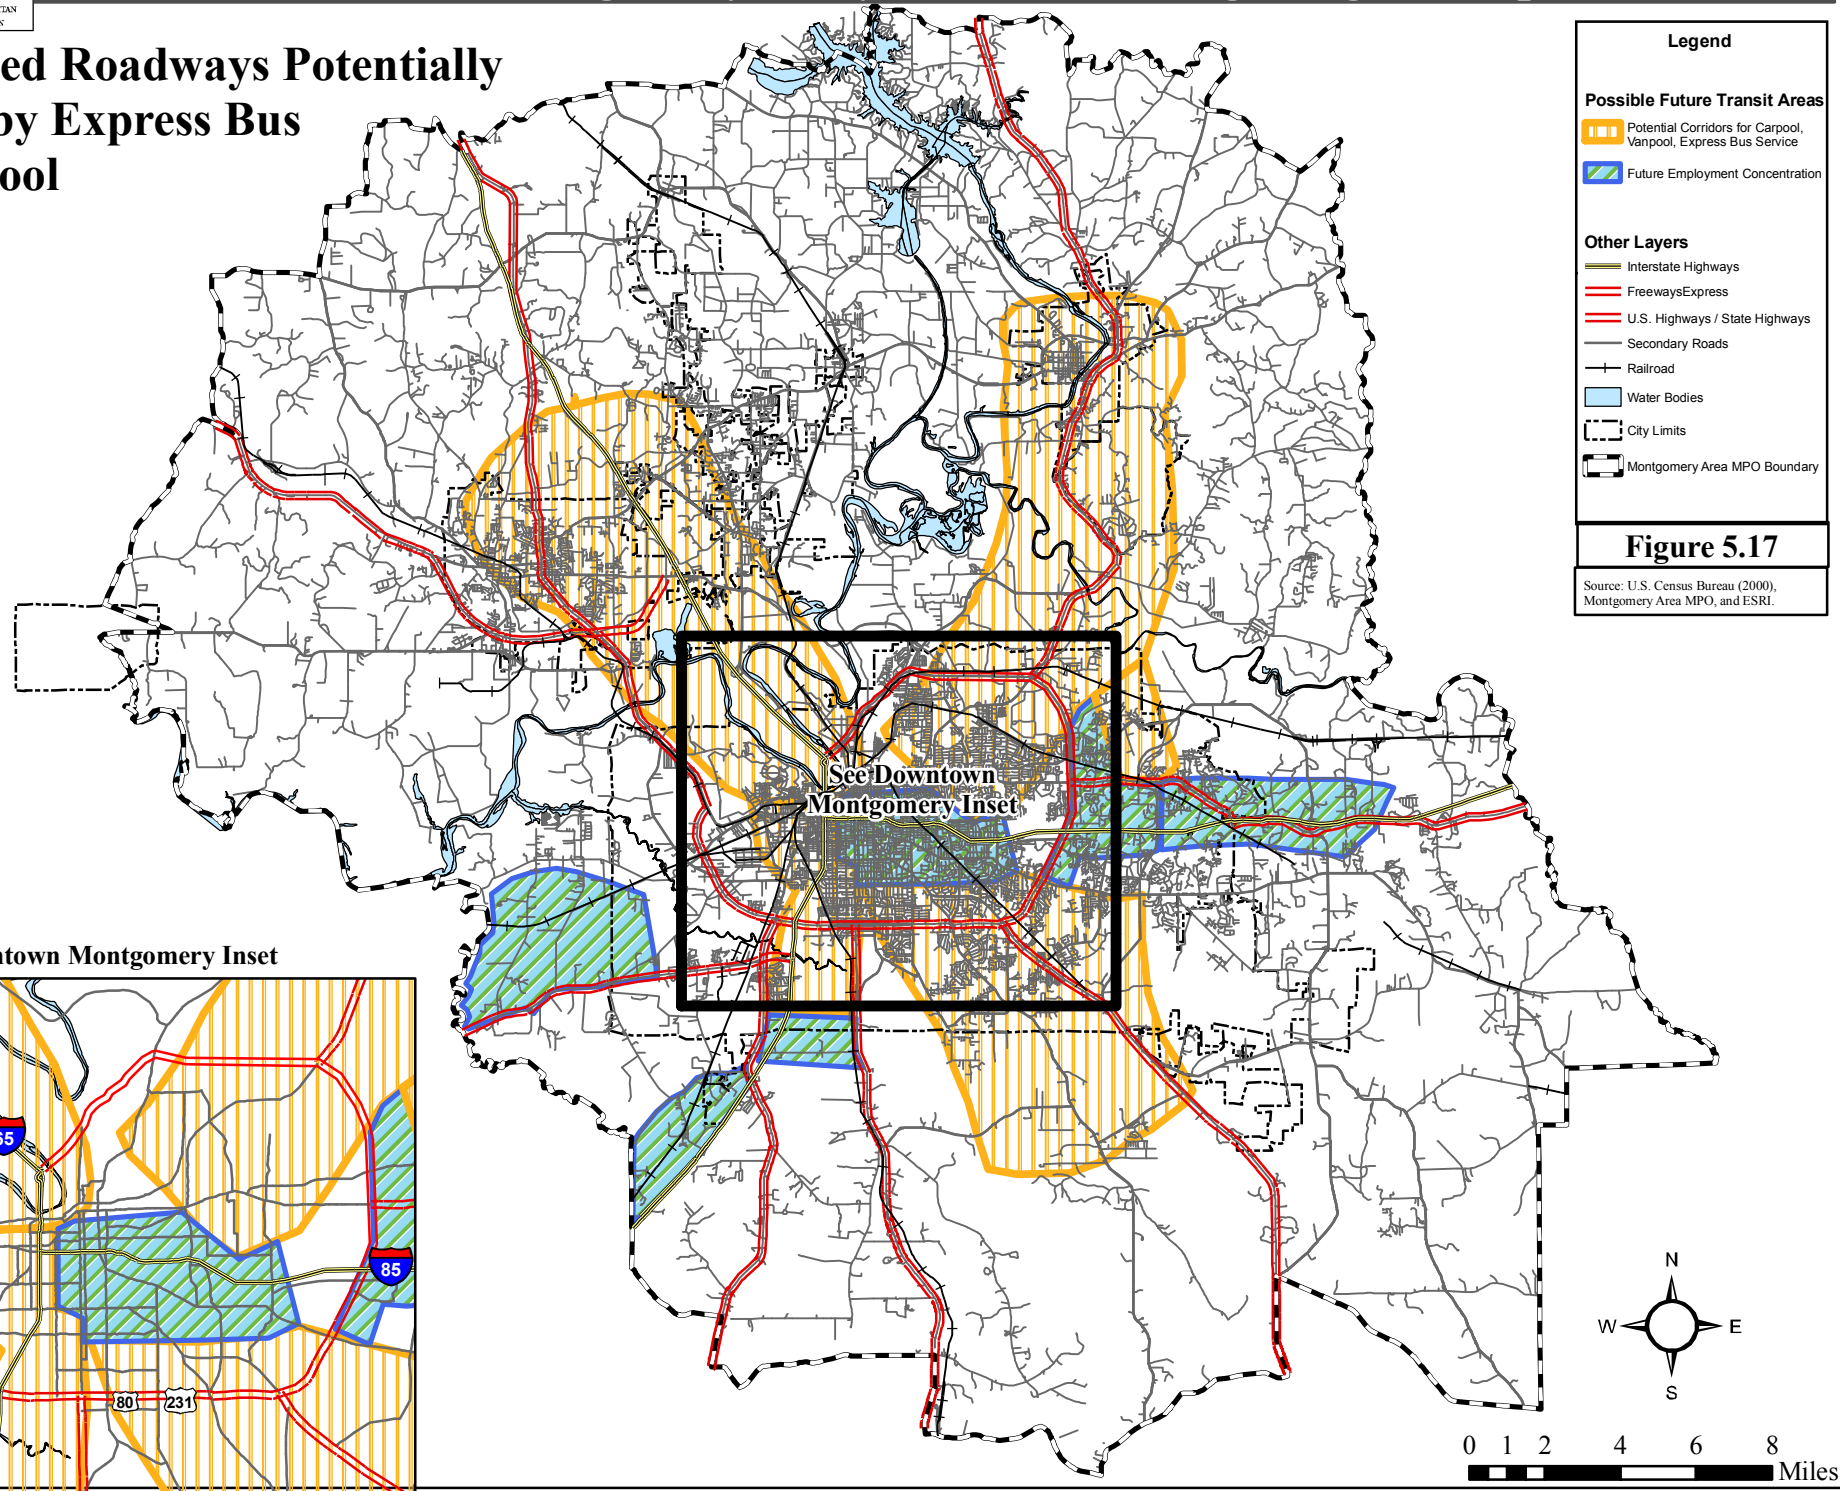 ed Roadways Potentially
by Express Bus
ool
Legend
Possible Future Transit Areas
Potential Corridors for Carpool,
Vanpool, Express Bus Service
Future Employment Concentration
Other Layers
Interstate Highways
FreewaysExpress
U.S. Highways / State Highways
Secondary Roads
Railroad
Water Bodies
City Limits
Montgomery Area MPO Boundary
Figure 5.17
Source: U.S. Census Bureau (2000),
Montgomery Area MPO, and ESRI.
See Downtown
Montgomery Inset
ntown Montgomery Inset
65
85
80
231
N
W
E
S
0 1 2 4 6 8
Miles